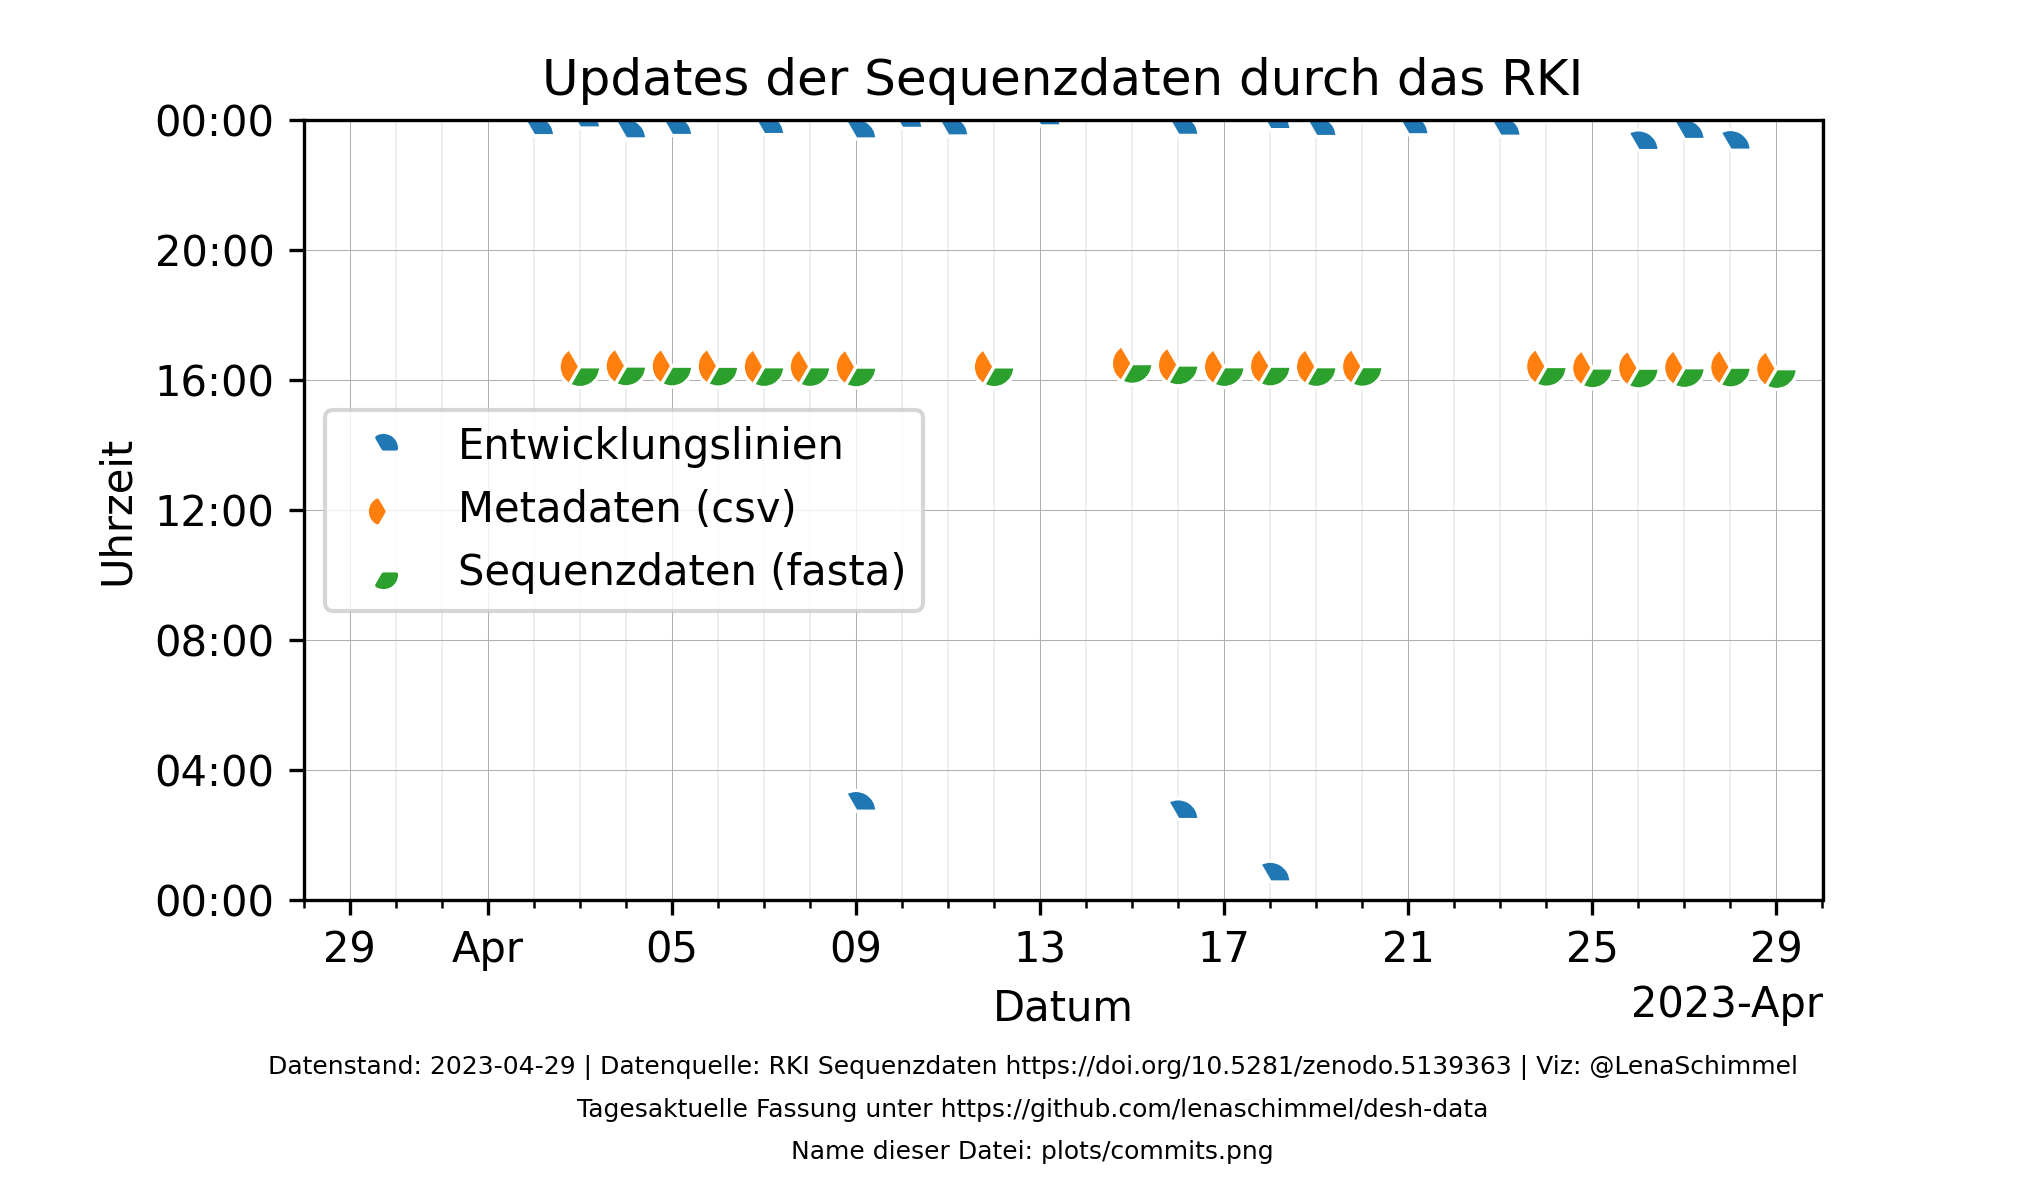 Updates der Sequenzdaten durch das RKI
00:00
20:00
16:00
12:00
08:00
04:00
00:00
Uhrzeit
Entwicklungslinien
Metadaten (csv)
Sequenzdaten (fasta)
29 Apr 05 09 13 17 21 25 29
Datum
2023-Apr
Datenstand: 2023-04-29 | Datenquelle: RKI Sequenzdaten https://doi.org/10.5281/zenodo.5139363 | Viz: @LenaSchimmel
Tagesaktuelle Fassung unter https://github.com/lenaschimmel/desh-data
Name dieser Datei: plots/commits.png